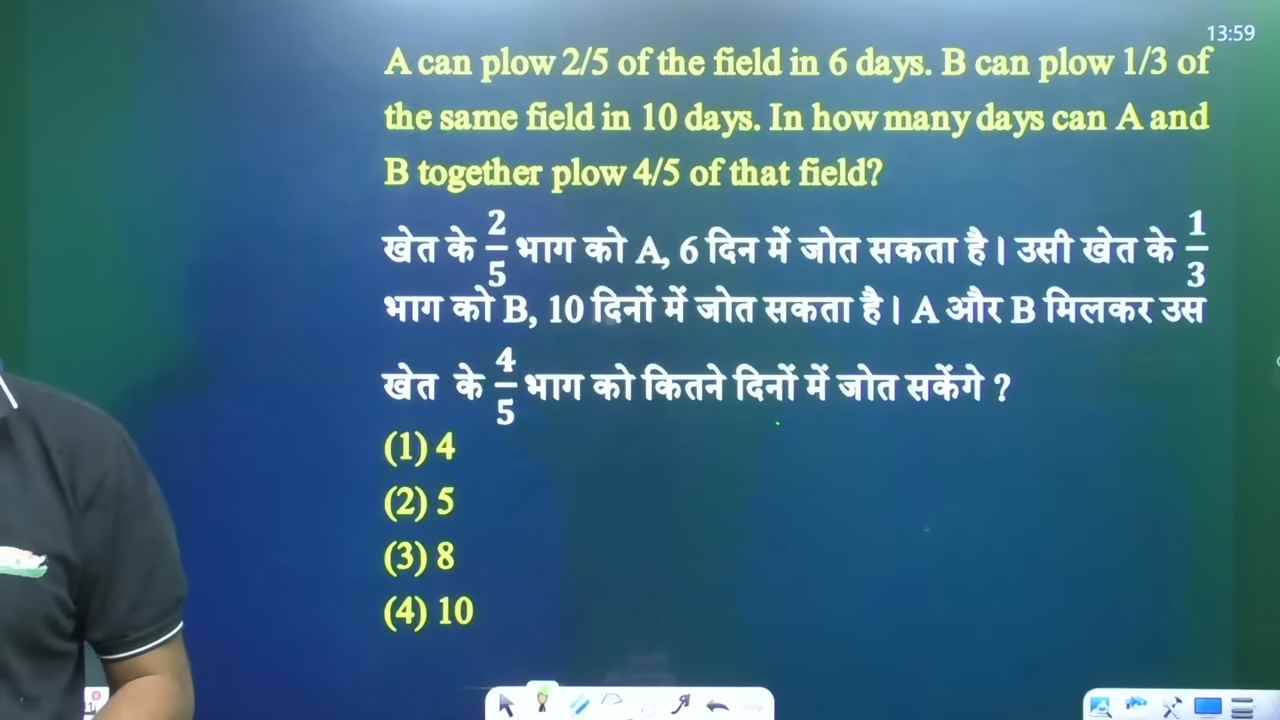 13:59
A can plow 2/5 of the field in 6 days. B can plow 1/3 of
the same field in 10 days. In how many days can A and
B together plow 4/5 of that field?
खेत के 2/5 भाग को A, 6 दिन में जोत सकता है। उसी खेत के 1/3
भाग को B, 10 दिनों में जोत सकता है। A और B मिलकर उस
खेत के 4/5 भाग को कितने दिनों में जोत सकेंगे ?
(1) 4
(2) 5
(3) 8
(4) 10